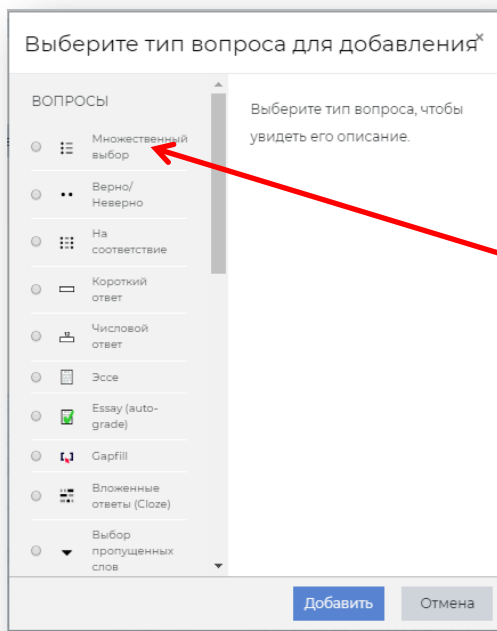 Выберите тип вопроса для добавления
×
ВОПРОСЫ
Множественный
выбор
Верно/
Неверно
На
соответствие
Короткий
ответ
12
Числовой
ответ
Эссе
Essay (auto-
grade)
Gapfill
Вложенные
ответы (Cloze)
Выбор
пропущенных
слов
Выберите тип вопроса, чтобы
увидеть его описание.
Добавить
Отмена